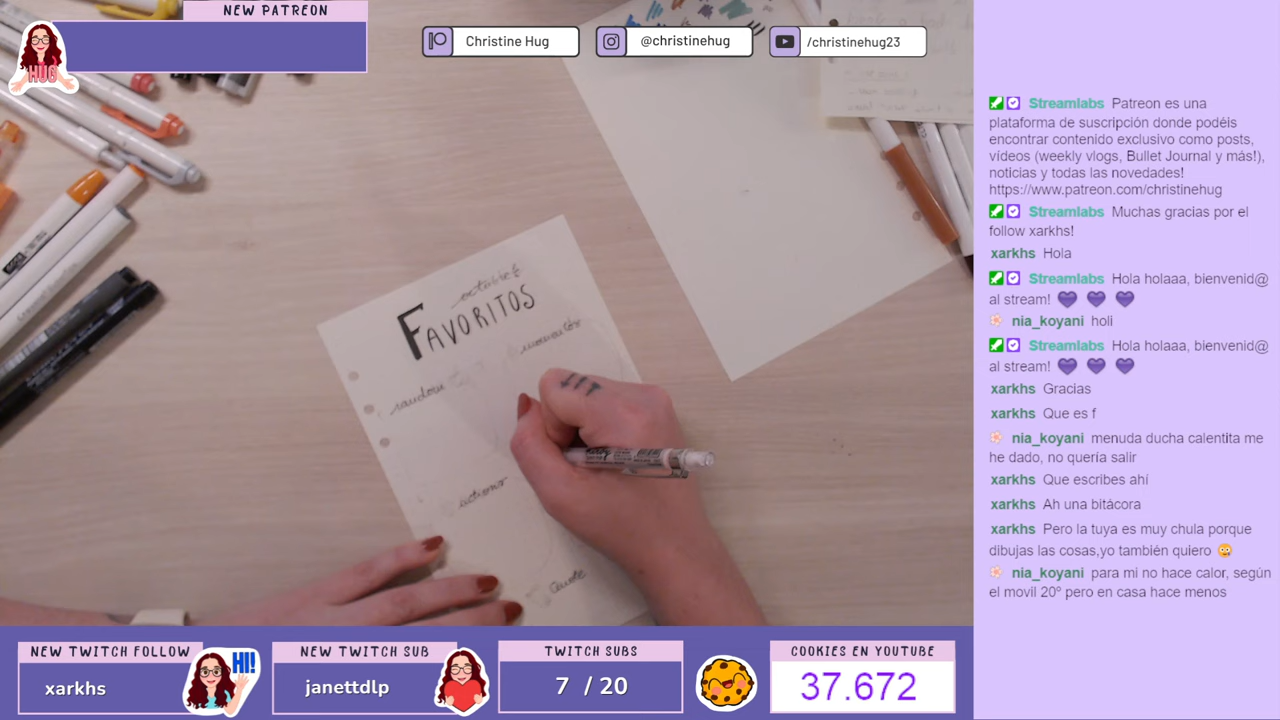 NEW PATREON
HUG
Christine Hug
@christinehug
/christinehug23
octubre
FAVORITOS
random
actions
Quote
Streamlabs Patreon es una
plataforma de suscripción donde podéis
encontrar contenido exclusivo como posts,
vídeos (weekly vlogs, Bullet Journal y más!),
noticias y todas las novedades!
https://www.patreon.com/christinehug
Streamlabs Muchas gracias por el
follow xarkhs!
xarkhs Hola
Streamlabs Hola holaaa, bienvenid@
al stream!
nia_koyani holi
Streamlabs Hola holaaa, bienvenid@
al stream!
xarkhs Gracias
xarkhs Que es f
nia_koyani menuda ducha calentita me
he dado, no quería salir
xarkhs Que escribes ahí
xarkhs Ah una bitácora
xarkhs Pero la tuya es muy chula porque
dibujas las cosas,yo también quiero
nia_koyani para mi no hace calor, según
el movil 20º pero en casa hace menos
NEW TWITCH FOLLOW
xarkhs
HI!
NEW TWITCH SUB
janettdlp
TWITCH SUBS
7 / 20
COOKIES EN YOUTUBE
37.672